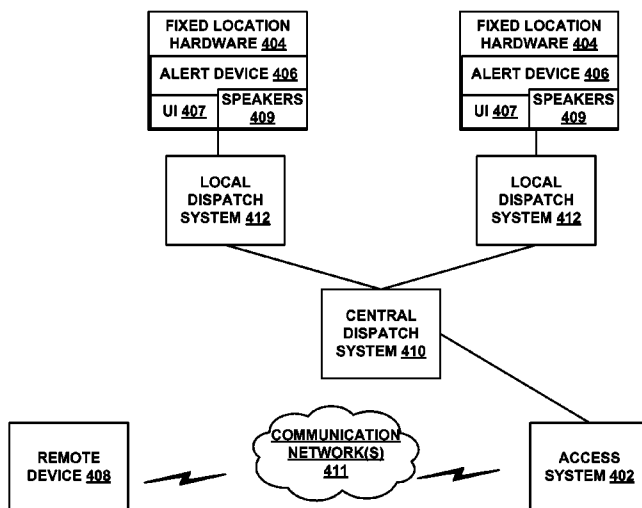 FIXED LOCATION
HARDWARE 404
ALERT DEVICE 406
UI 407
SPEAKERS
409
FIXED LOCATION
HARDWARE 404
ALERT DEVICE 406
UI 407
SPEAKERS
409
LOCAL
DISPATCH
SYSTEM 412
LOCAL
DISPATCH
SYSTEM 412
CENTRAL
DISPATCH
SYSTEM 410
REMOTE
DEVICE 408
COMMUNICATION
NETWORK(S)
411
ACCESS
SYSTEM 402